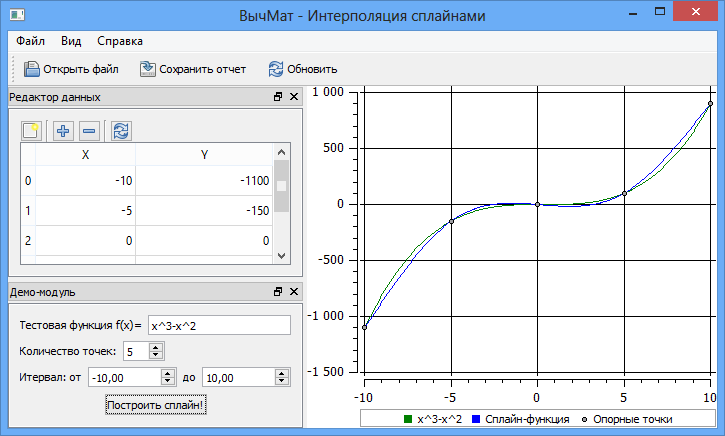 ВычМат - Интерполяция сплайнами
Файл Вид Справка
Открыть файл Сохранить отчет Обновить
Редактор данных
X Y
0 -10 -1100
1 -5 -150
2 0 0
Демо-модуль
Тестовая функция f(x)= x^3-x^2
Количество точек: 5
Итервал: от -10,00 до 10,00
Построить сплайн!
1 000
500
0
-500
-1 000
-1 500
-10 -5 0 5 10
x^3-x^2 Сплайн-функция Опорные точки